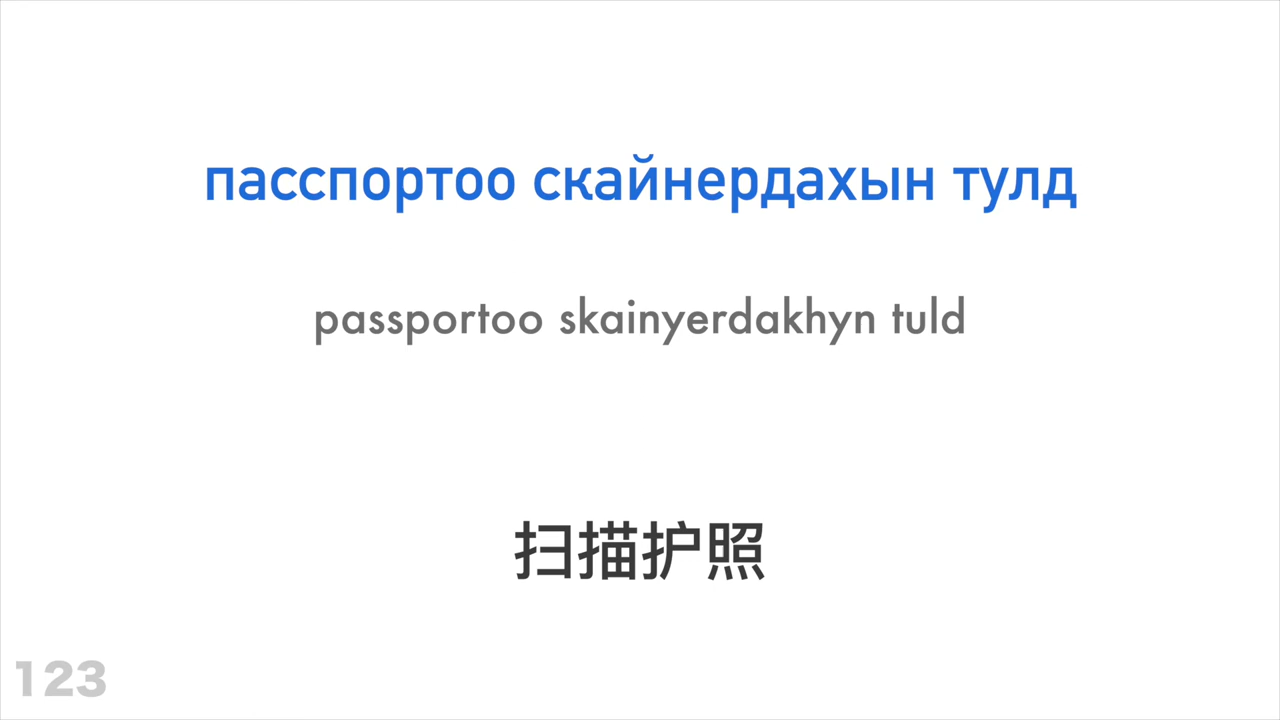 пасспортоо скайнердахын тулд
passportoo skainyerdakhyn tuld
扫描护照
123